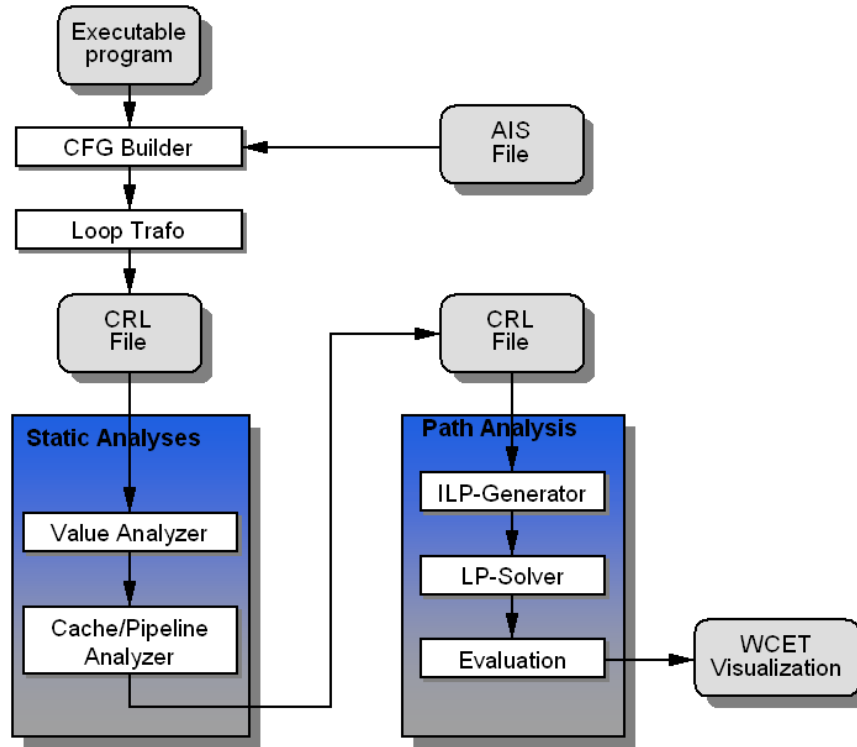 Executable
program
CFG Builder
AIS
File
Loop Trafo
CRL
File
CRL
File
Static Analyses
Value Analyzer
Cache/Pipeline
Analyzer
Path Analysis
ILP-Generator
LP-Solver
Evaluation
WCET
Visualization